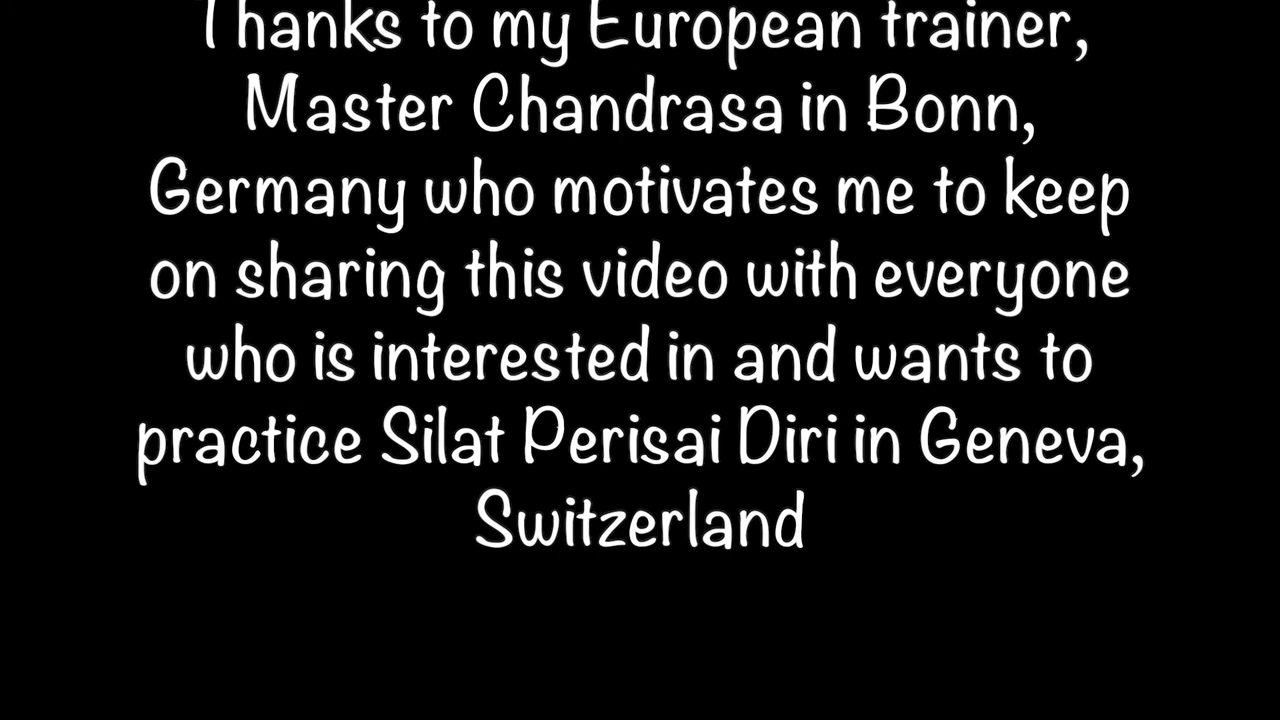 Thanks to my European trainer,
Master Chandrasa in Bonn,
Germany who motivates me to keep
on sharing this video with everyone
who is interested in and wants to
practice Silat Perisai Diri in Geneva,
Switzerland